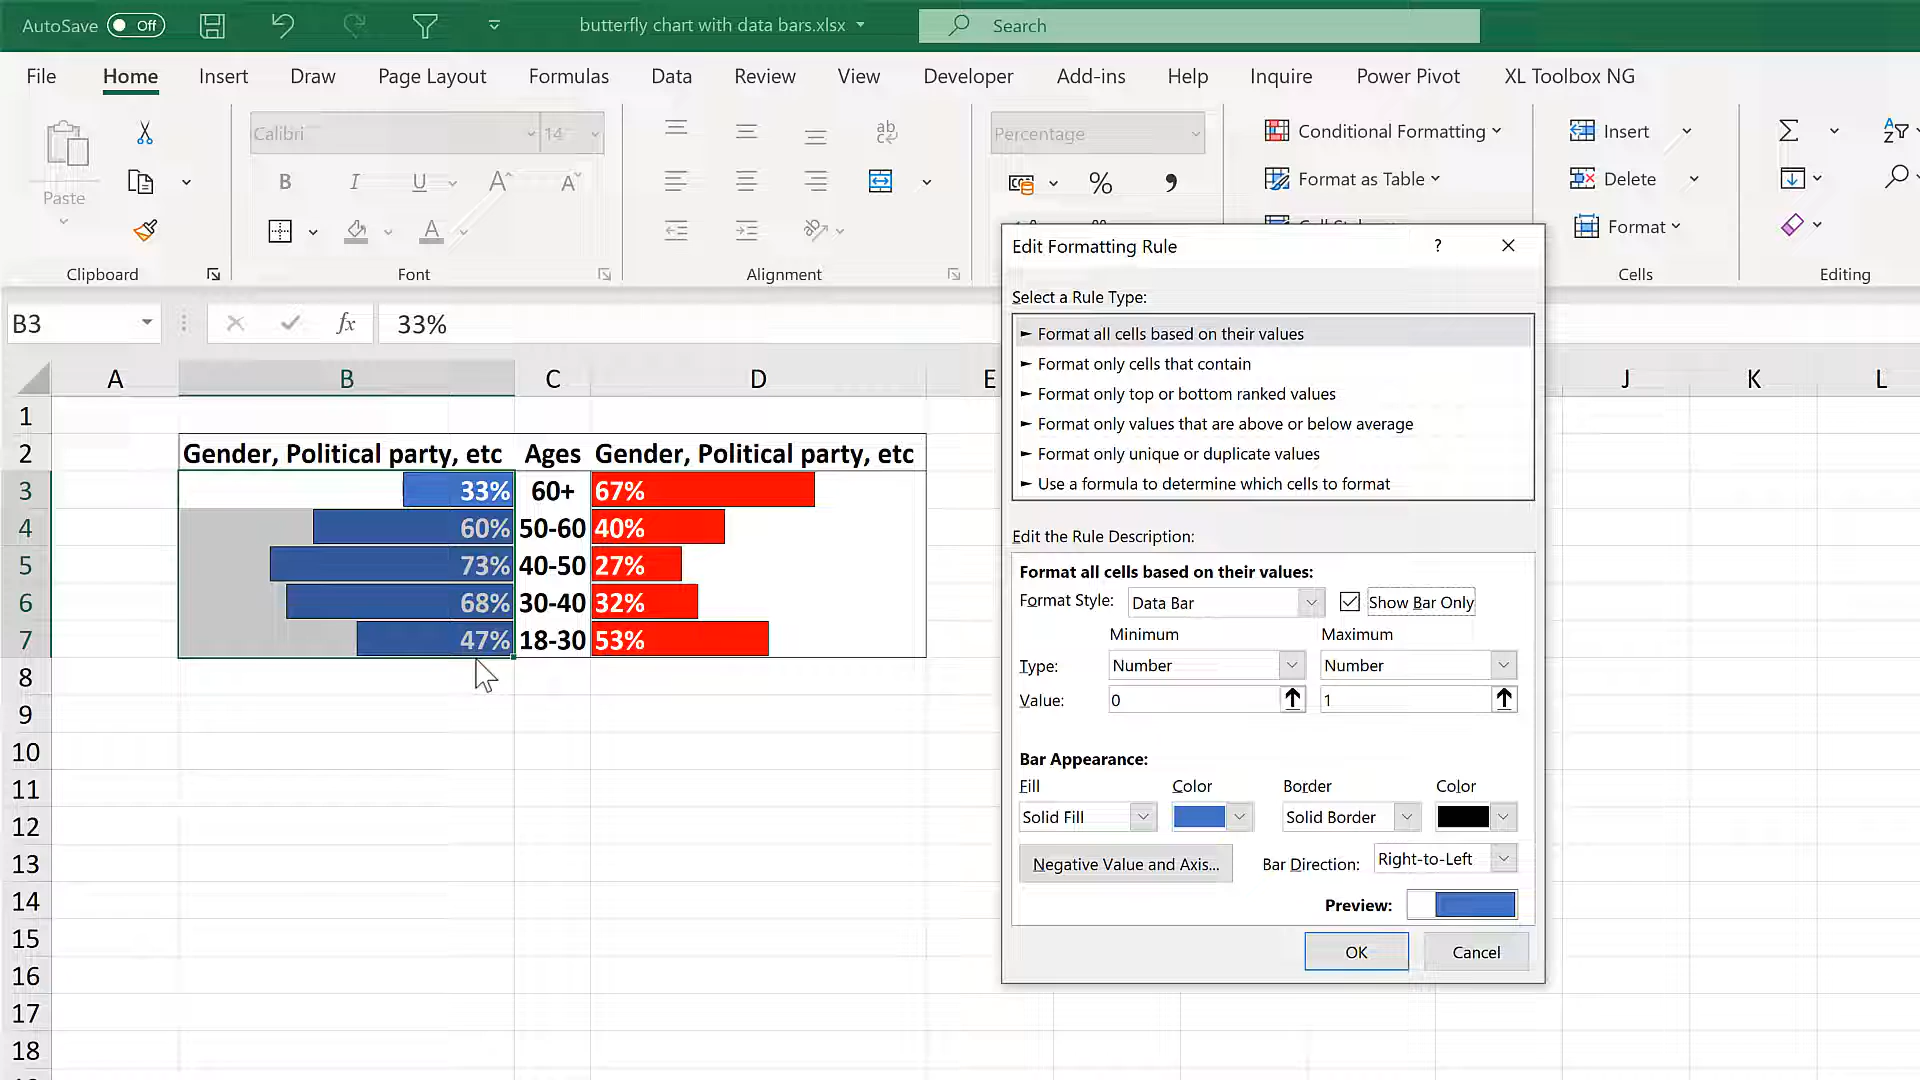 AutoSave Off butterfly chart with data bars.xlsx Search
File Home Insert Draw Page Layout Formulas Data Review View Developer Add-ins Help Inquire Power Pivot XL Toolbox NG
Calibri 14 ab Percentage Conditional Formatting Insert
Paste B I U A A % Format as Table Delete
A Format
Clipboard Font Alignment Cells Editing
B3 fx 33%
A B C D E J K L
1
2 Gender, Political party, etc Ages Gender, Political party, etc
3 33% 60+ 67%
4 60% 50-60 40%
5 73% 40-50 27%
6 68% 30-40 32%
7 47% 18-30 53%
8
9
10
11
12
13
14
15
16
17
18
Edit Formatting Rule ?
Select a Rule Type:
► Format all cells based on their values
► Format only cells that contain
► Format only top or bottom ranked values
► Format only values that are above or below average
► Format only unique or duplicate values
► Use a formula to determine which cells to format
Edit the Rule Description:
Format all cells based on their values:
Format Style: Data Bar Show Bar Only
Minimum Maximum
Type: Number Number
Value: 0 1
Bar Appearance:
Fill Color Border Color
Solid Fill Solid Border
Negative Value and Axis... Bar Direction: Right-to-Left
Preview:
OK Cancel